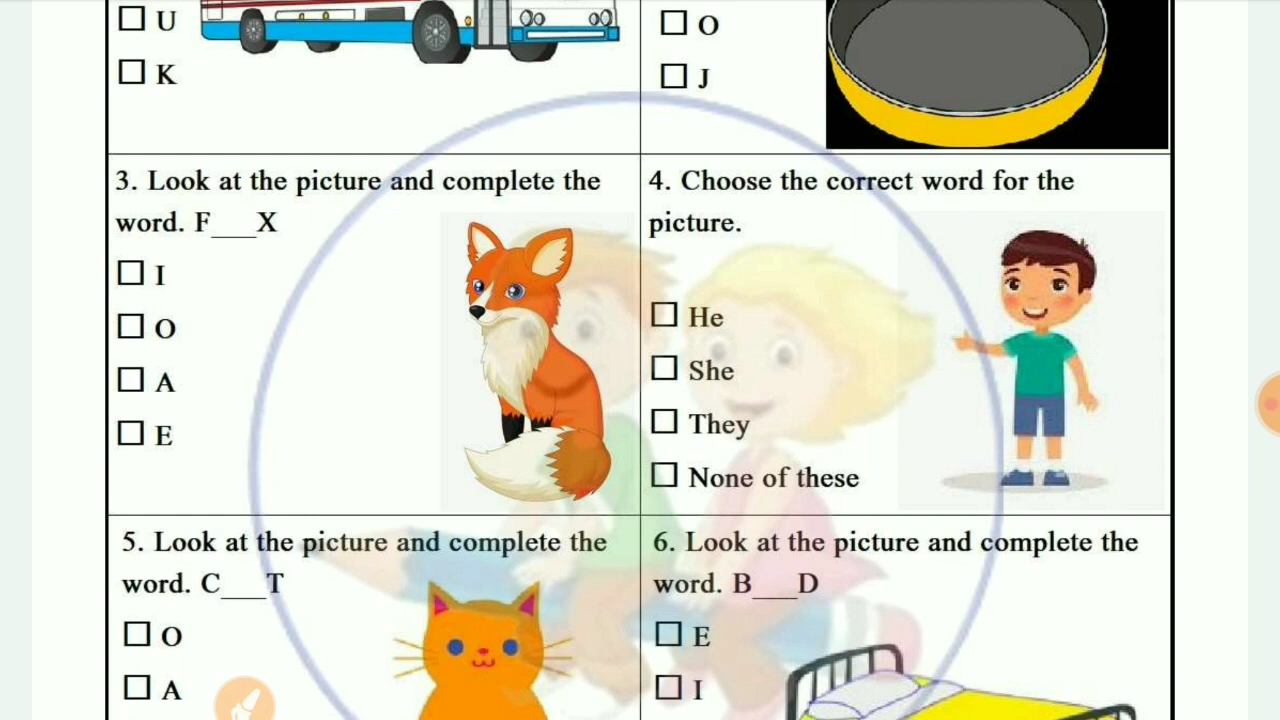 U
K
O
J
3. Look at the picture and complete the
word. F___X
I
O
A
E
4. Choose the correct word for the
picture.
He
She
They
None of these
5. Look at the picture and complete the
word. C___T
O
A
6. Look at the picture and complete the
word. B___D
E
I